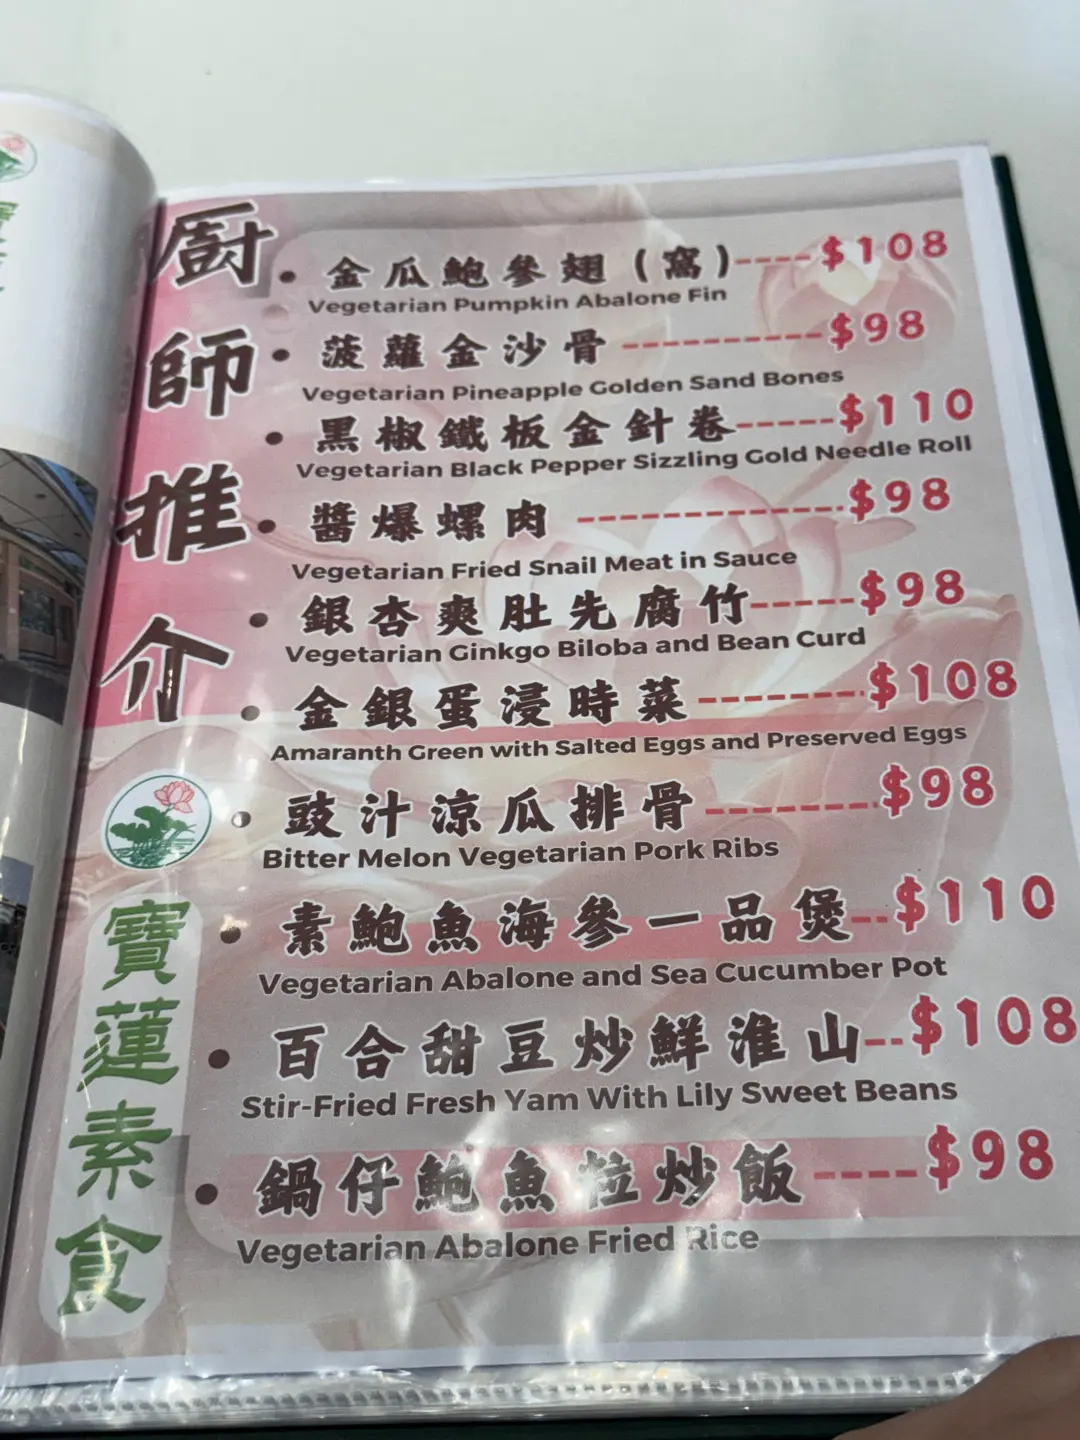 廚師推介
金瓜鮑參翅(窩)----$108
Vegetarian Pumpkin Abalone Fin
菠蘿金沙骨----------$98
Vegetarian Pineapple Golden Sand Bones
黑椒鐵板金針卷-----$110
Vegetarian Black Pepper Sizzling Gold Needle Roll
醬爆螺肉-------------$98
Vegetarian Fried Snail Meat in Sauce
銀杏爽肚先腐竹-----$98
Vegetarian Ginkgo Biloba and Bean Curd
金銀蛋浸時菜--------$108
Amaranth Green with Salted Eggs and Preserved Eggs
豉汁涼瓜排骨--------$98
Bitter Melon Vegetarian Pork Ribs
素鮑魚海參一品煲--$110
Vegetarian Abalone and Sea Cucumber Pot
百合甜豆炒鮮淮山--$108
Stir-Fried Fresh Yam With Lily Sweet Beans
鍋仔鮑魚粒炒飯----$98
Vegetarian Abalone Fried Rice
寶蓮素食